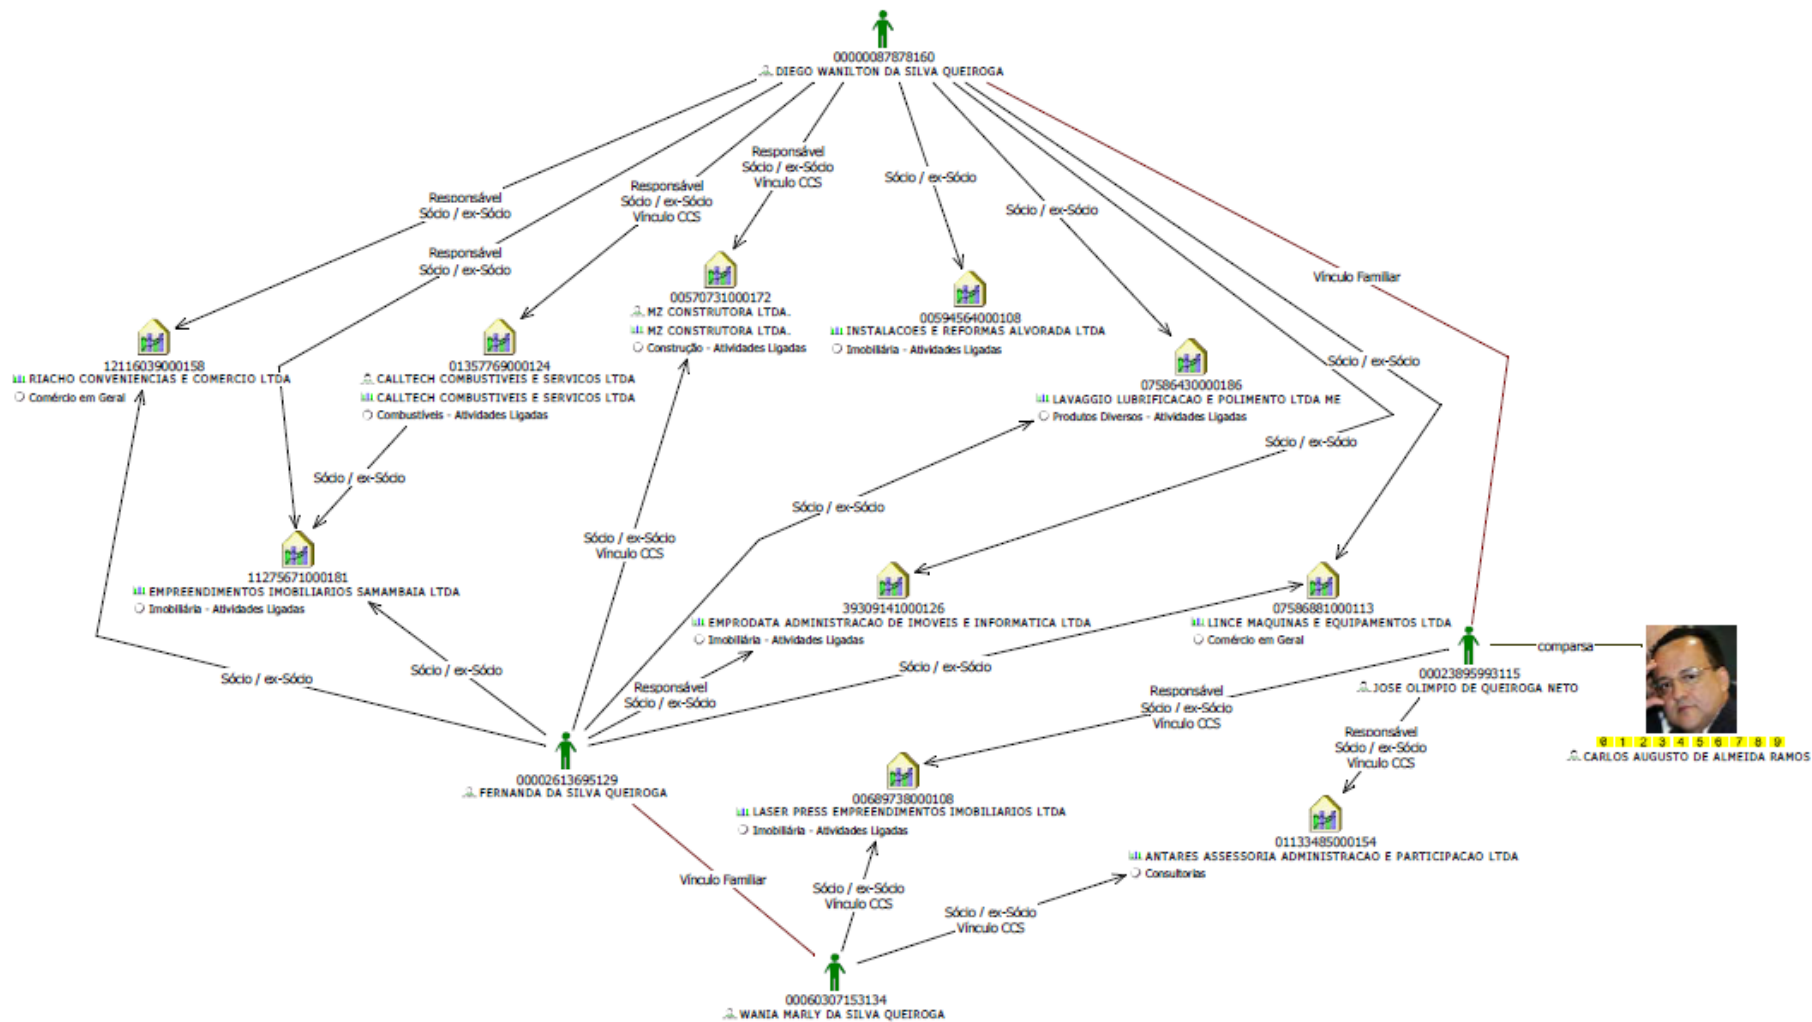 00000087878160
DIEGO WANILTON DA SILVA QUEIROGA
Responsável
Sócio / ex-Sócio
Vínculo CCS
Sócio / ex-Sócio
Responsável
Sócio / ex-Sócio
Vínculo CCS
Responsável
Sócio / ex-Sócio
Sócio / ex-Sócio
Responsável
Sócio / ex-Sócio
Vínculo Familiar
00570731000172
MZ CONSTRUTORA LTDA.
MZ CONSTRUTORA LTDA.
Construção - Atividades Ligadas
00594564000108
INSTALACOES E REFORMAS ALVORADA LTDA
Imobiliária - Atividades Ligadas
12116039000158
RIACHO CONVENIENCIAS E COMERCIO LTDA
Comércio em Geral
01357769000124
CALLTECH COMBUSTIVEIS E SERVICOS LTDA
CALLTECH COMBUSTIVEIS E SERVICOS LTDA
Combustíveis - Atividades Ligadas
Sócio / ex-Sócio
07586430000186
LAVAGGIO LUBRIFICACAO E POLIMENTO LTDA ME
Produtos Diversos - Atividades Ligadas
Sócio / ex-Sócio
Sócio / ex-Sócio
Sócio / ex-Sócio
Sócio / ex-Sócio
Vínculo CCS
11275671000181
EMPREENDIMENTOS IMOBILIARIOS SAMAMBAIA LTDA
Imobiliária - Atividades Ligadas
39309141000126
EMPRODATA ADMINISTRACAO DE IMOVEIS E INFORMATICA LTDA
Imobiliária - Atividades Ligadas
07586881000113
LINCE MAQUINAS E EQUIPAMENTOS LTDA
Comércio em Geral
comparsa
Sócio / ex-Sócio
Sócio / ex-Sócio
Sócio / ex-Sócio
Responsável
Sócio / ex-Sócio
00023895993115
JOSE OLIMPIO DE QUEIROGA NETO
Responsável
Sócio / ex-Sócio
Vínculo CCS
Responsável
Sócio / ex-Sócio
Vínculo CCS
0 1 2 3 4 5 6 7 8 9
CARLOS AUGUSTO DE ALMEIDA RAMOS
00002613695129
FERNANDA DA SILVA QUEIROGA
00689738000108
LASER PRESS EMPREENDIMENTOS IMOBILIARIOS LTDA
Imobiliária - Atividades Ligadas
01133485000154
ANTARES ASSESSORIA ADMINISTRACAO E PARTICIPACAO LTDA
Consultorias
Vínculo Familiar
Sócio / ex-Sócio
Vínculo CCS
Sócio / ex-Sócio
Vínculo CCS
00060307153134
WANIA MARLY DA SILVA QUEIROGA